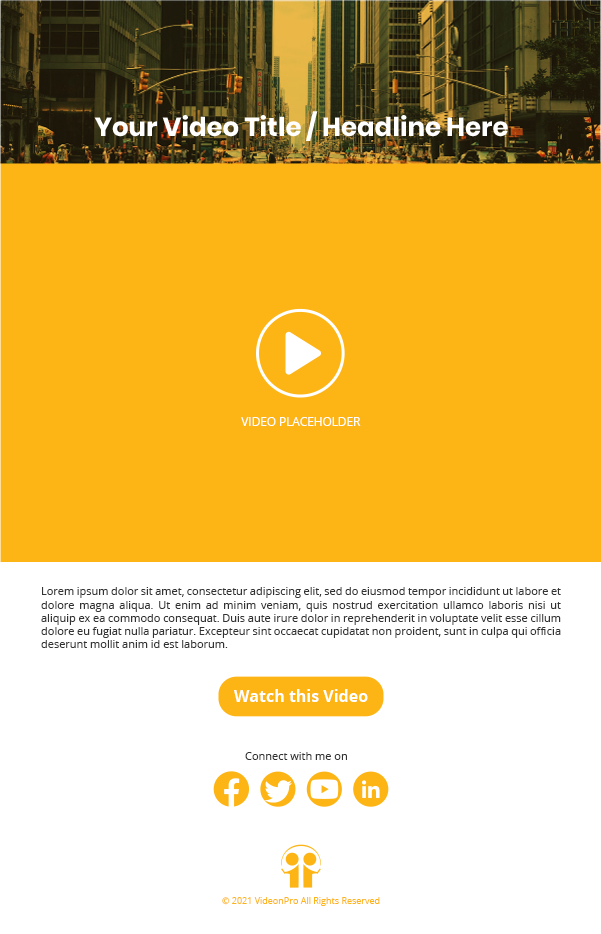 Your Video Title / Headline Here
VIDEO PLACEHOLDER
Lorem ipsum dolor sit amet, consectetur adipiscing elit, sed do eiusmod tempor incididunt ut labore et
dolore magna aliqua. Ut enim ad minim veniam, quis nostrud exercitation ullamco laboris nisi ut
aliquip ex ea commodo consequat. Duis aute irure dolor in reprehenderit in voluptate velit esse cillum
dolore eu fugiat nulla pariatur. Excepteur sint occaecat cupidatat non proident, sunt in culpa qui officia
deserunt mollit anim id est laborum.
Watch this Video
Connect with me on
© 2021 VideonPro All Rights Reserved